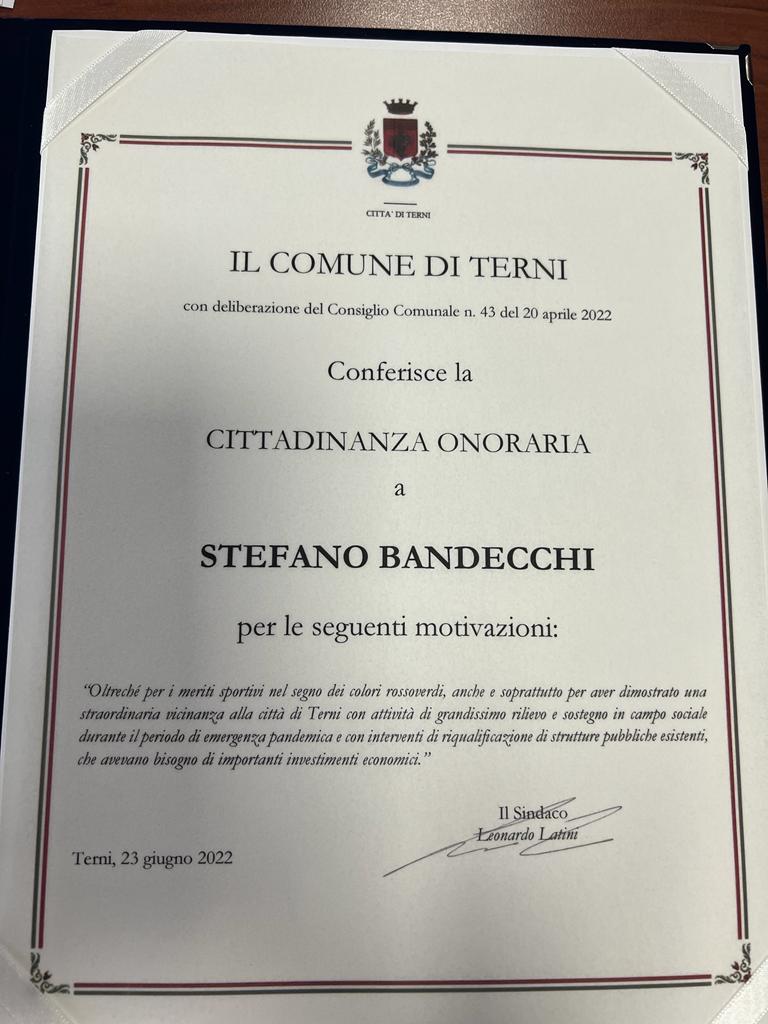 CITTA' DI TERNI
IL COMUNE DI TERNI
con deliberazione del Consiglio Comunale n. 43 del 20 aprile 2022
Conferisce la
CITTADINANZA ONORARIA
a
STEFANO BANDECCHI
per le seguenti motivazioni:
“Oltreché per i meriti sportivi nel segno dei colori rossoverdi, anche e soprattutto per aver dimostrato una
straordinaria vicinanza alla città di Terni con attività di grandissimo rilievo e sostegno in campo sociale
durante il periodo di emergenza pandemica e con interventi di riqualificazione di strutture pubbliche esistenti,
che avevano bisogno di importanti investimenti economici.”
Il Sindaco
Leonardo Latini
Terni, 23 giugno 2022